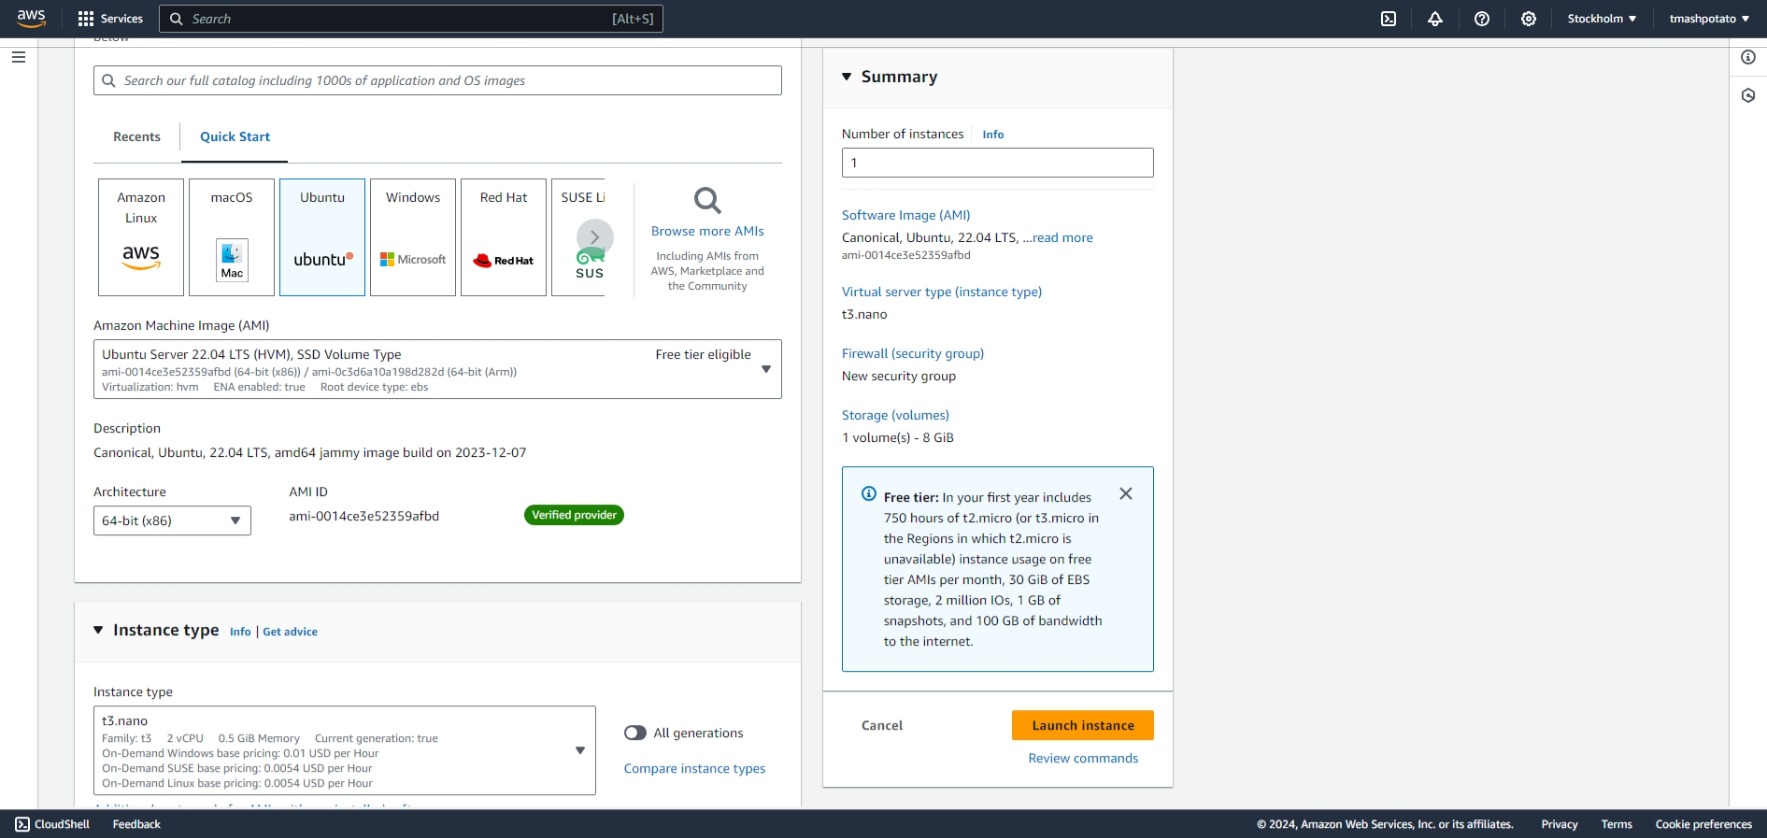 aws
Services
Search
[Alt+S]
Stockholm
tmashpotato
below
Search our full catalog including 1000s of application and OS images
Recents
Quick Start
Amazon
Linux
aws
macOS
Mac
Ubuntu
ubuntu
Windows
Microsoft
Red Hat
Red Hat
SUSE Li
SUS
Browse more AMIs
Including AMIs from
AWS, Marketplace and
the Community
Amazon Machine Image (AMI)
Ubuntu Server 22.04 LTS (HVM), SSD Volume Type
Free tier eligible
ami-0014ce3e52359afbd (64-bit (x86)) / ami-0c3d6a10a198d282d (64-bit (Arm))
Virtualization: hvm ENA enabled: true Root device type: ebs
Description
Canonical, Ubuntu, 22.04 LTS, amd64 jammy image build on 2023-12-07
Architecture
AMI ID
64-bit (x86)
ami-0014ce3e52359afbd
Verified provider
Instance type
Info | Get advice
Instance type
t3.nano
Family: t3 2 vCPU 0.5 GiB Memory Current generation: true
On-Demand Windows base pricing: 0.01 USD per Hour
On-Demand SUSE base pricing: 0.0054 USD per Hour
On-Demand Linux base pricing: 0.0054 USD per Hour
All generations
Compare instance types
Summary
Number of instances
Info
1
Software Image (AMI)
Canonical, Ubuntu, 22.04 LTS, ...read more
ami-0014ce3e52359afbd
Virtual server type (instance type)
t3.nano
Firewall (security group)
New security group
Storage (volumes)
1 volume(s) - 8 GiB
Free tier: In your first year includes
750 hours of t2.micro (or t3.micro in
the Regions in which t2.micro is
unavailable) instance usage on free
tier AMIs per month, 30 GiB of EBS
storage, 2 million IOs, 1 GB of
snapshots, and 100 GB of bandwidth
to the internet.
Cancel
Launch instance
Review commands
CloudShell
Feedback
© 2024, Amazon Web Services, Inc. or its affiliates.
Privacy
Terms
Cookie preferences